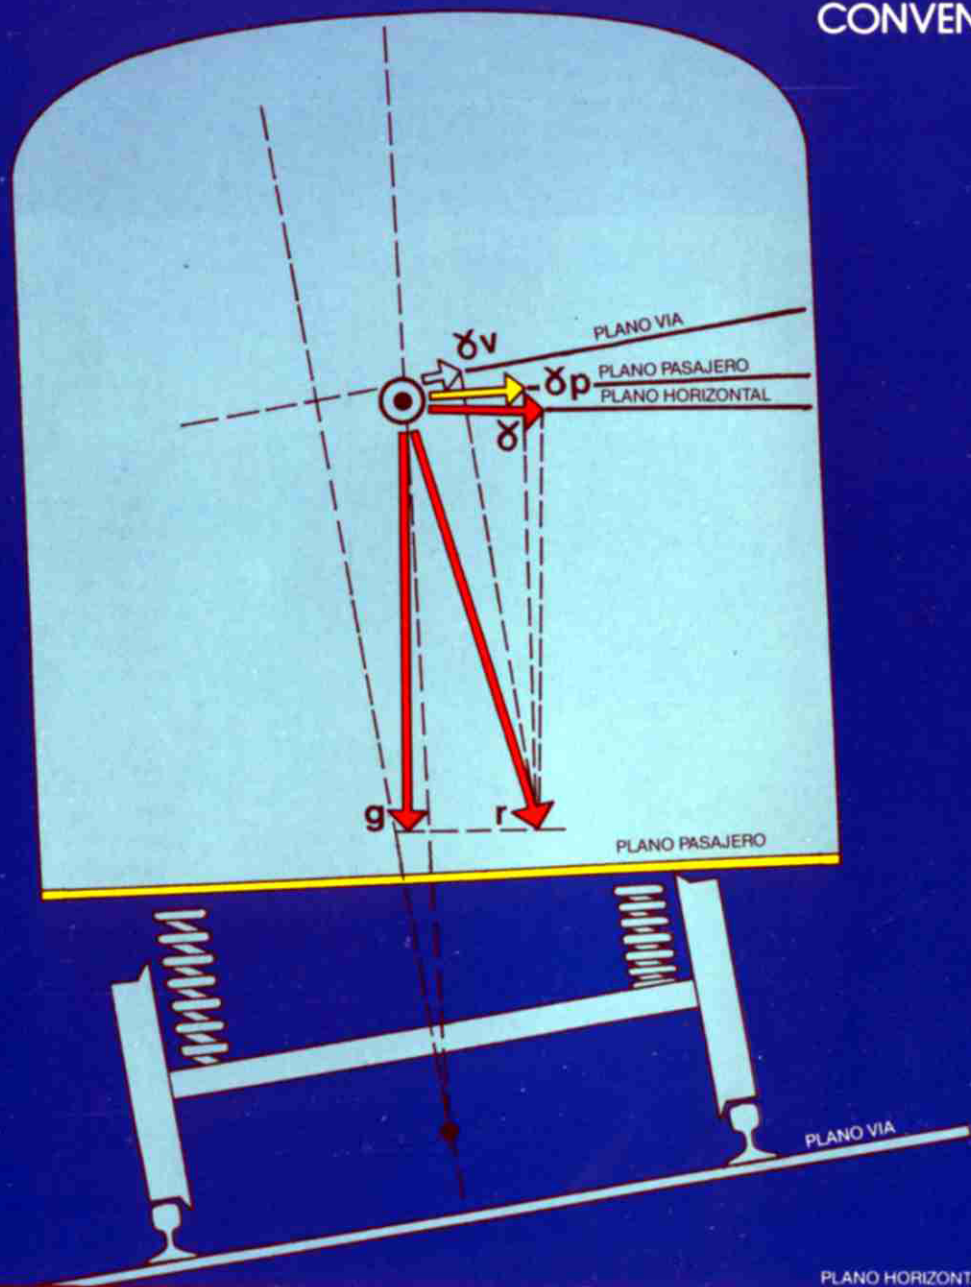 CONVEN
PLANO VIA
γv
PLANO PASAJERO
γp
PLANO HORIZONTAL
γ
g
r
PLANO PASAJERO
PLANO VIA
PLANO HORIZONT